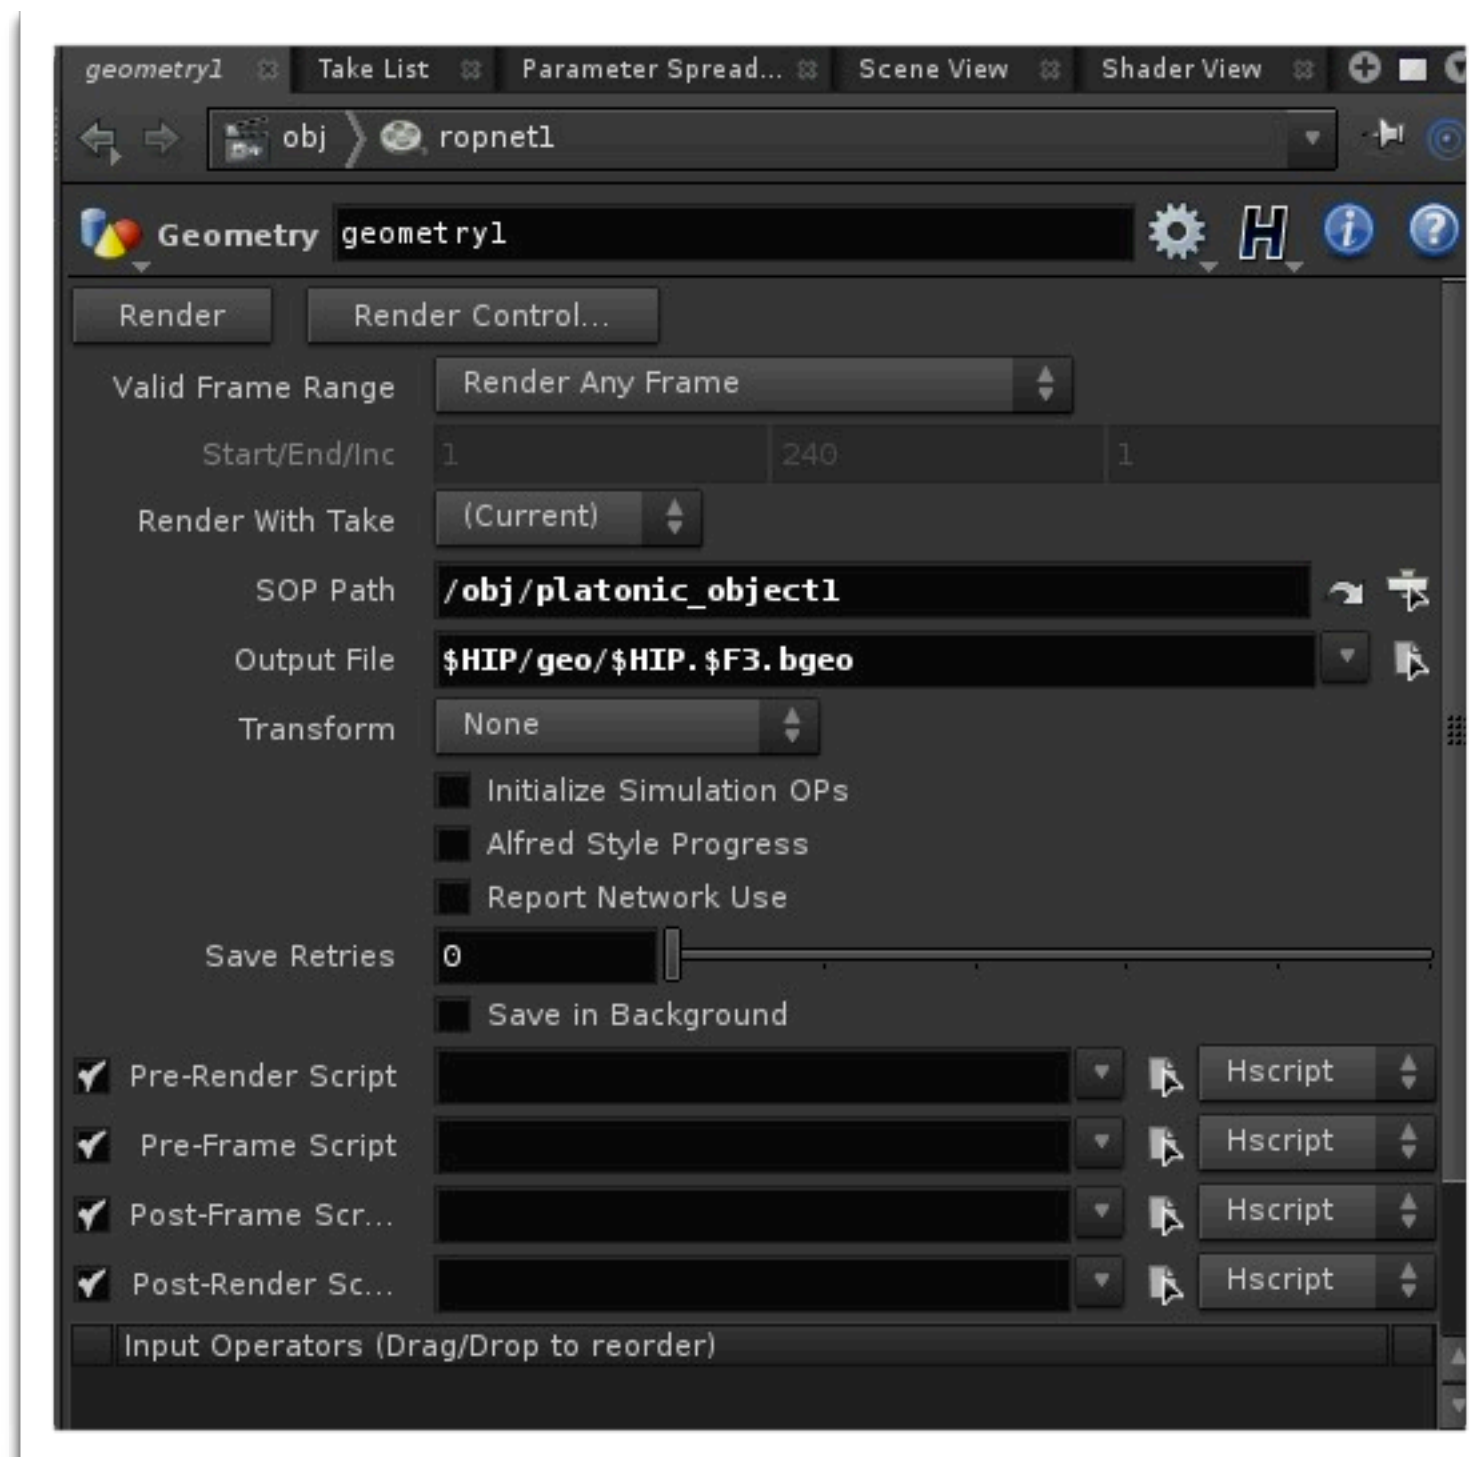 geometry1 Take List Parameter Spread... Scene View Shader View
obj ropnet1
Geometry geometry1
Render Render Control...
Valid Frame Range Render Any Frame
Start/End/Inc 1 240 1
Render With Take (Current)
SOP Path /obj/platonic_object1
Output File $HIP/geo/$HIP.$F3.bgeo
Transform None
Initialize Simulation OPs
Alfred Style Progress
Report Network Use
Save Retries 0
Save in Background
Pre-Render Script Hscript
Pre-Frame Script Hscript
Post-Frame Scr... Hscript
Post-Render Sc... Hscript
Input Operators (Drag/Drop to reorder)